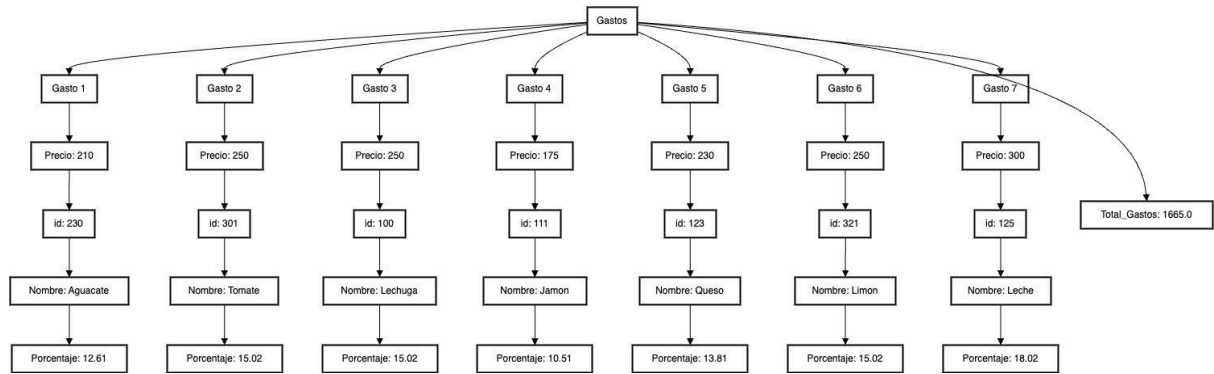 Gastos
Gasto 1
Gasto 2
Gasto 3
Gasto 4
Gasto 5
Gasto 6
Gasto 7
Precio: 210
Precio: 250
Precio: 250
Precio: 175
Precio: 230
Precio: 250
Precio: 300
id: 230
id: 301
id: 100
id: 111
id: 123
id: 321
id: 125
Total_Gastos: 1665.0
Nombre: Aguacate
Nombre: Tomate
Nombre: Lechuga
Nombre: Jamon
Nombre: Queso
Nombre: Limon
Nombre: Leche
Porcentaje: 12.61
Porcentaje: 15.02
Porcentaje: 15.02
Porcentaje: 10.51
Porcentaje: 13.81
Porcentaje: 15.02
Porcentaje: 18.02